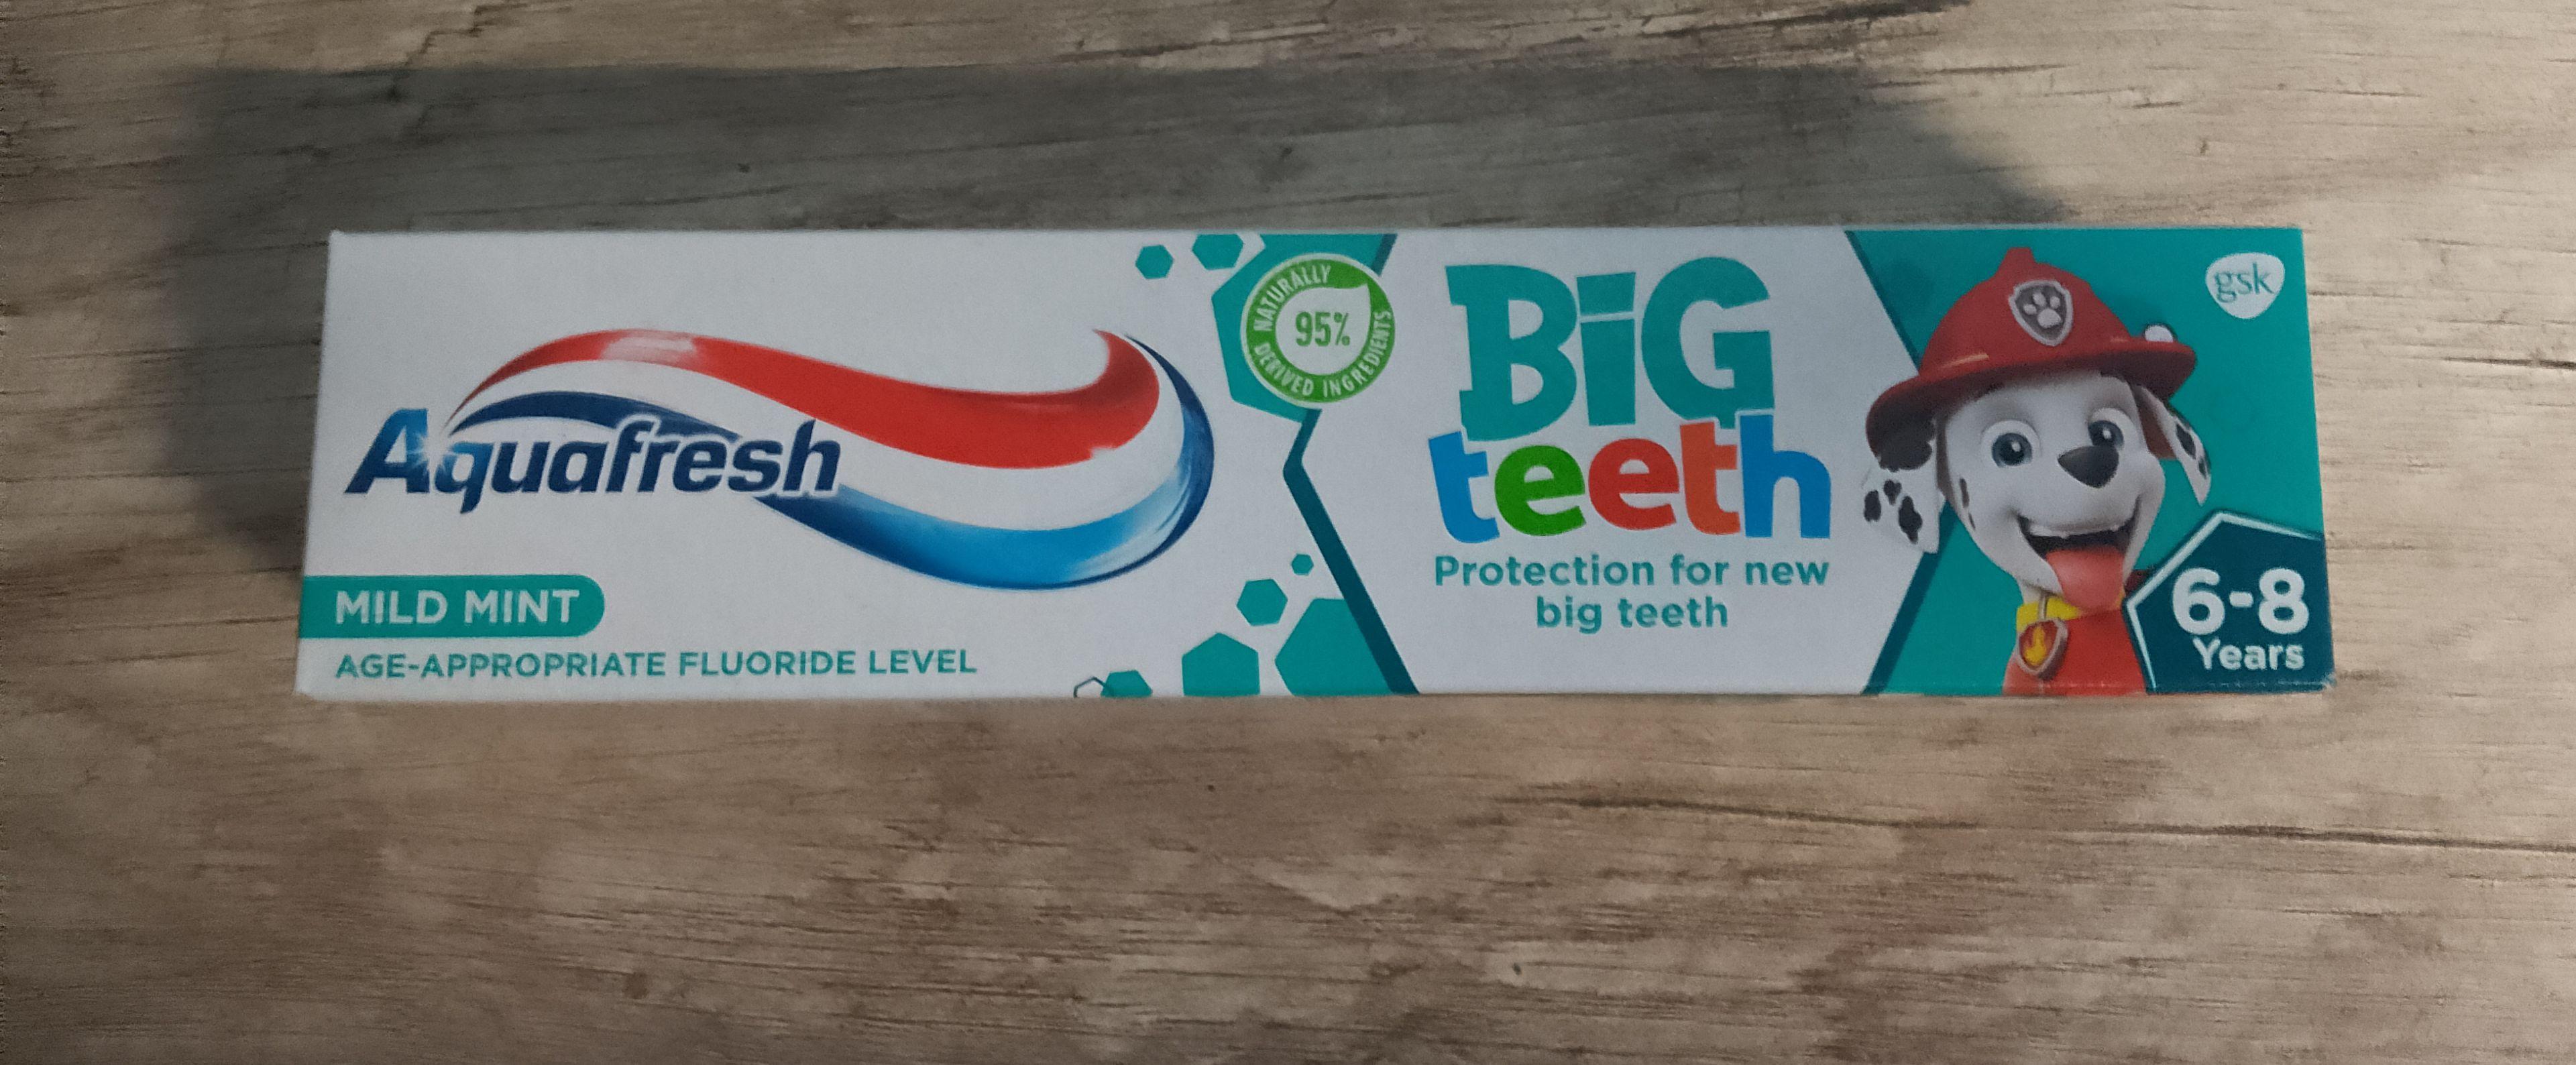 Aquafresh
MILD MINT
AGE-APPROPRIATE FLUORIDE LEVEL
NATURALLY
95%
DERIVED INGREDIENTS
BiG
teeth
Protection for new
big teeth
gsk
6-8
Years